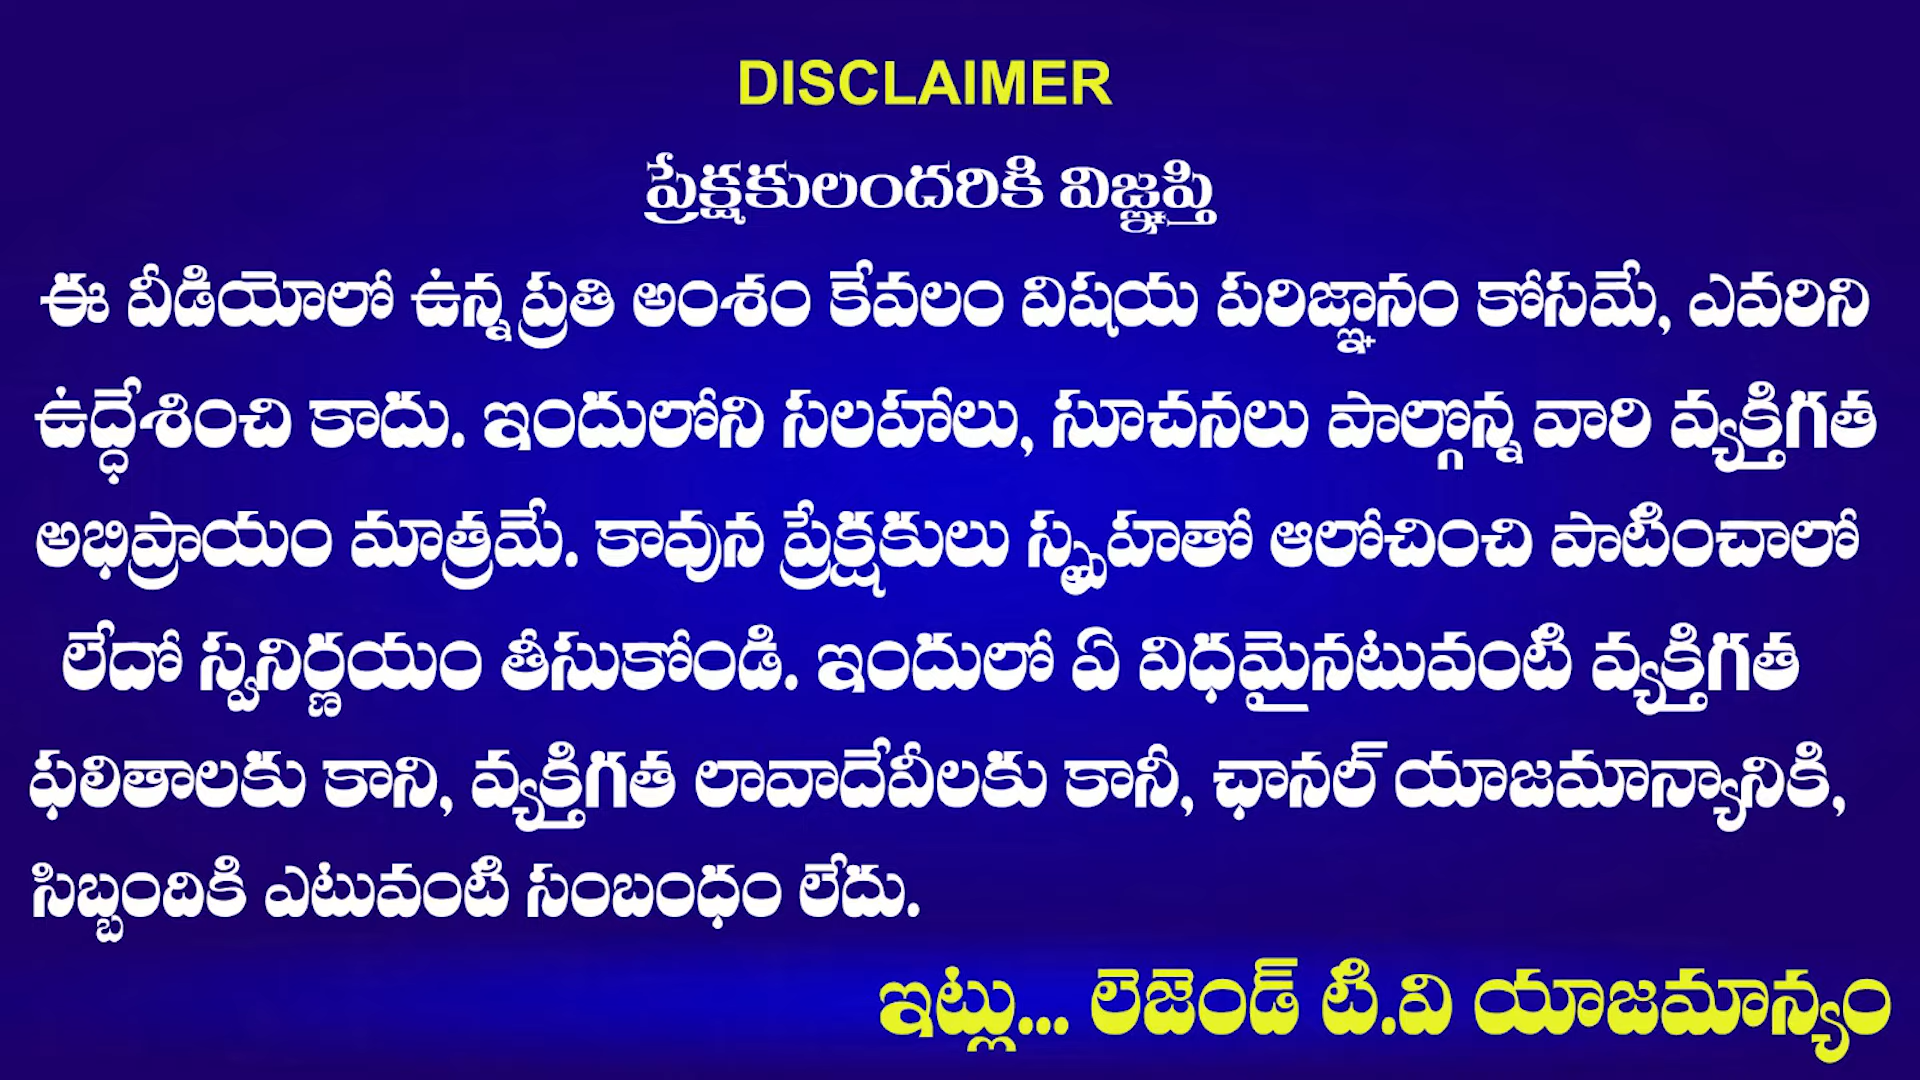 DISCLAIMER
ప్రేక్షకులందరికి విజ్ఞప్తి
ఈ వీడియోలో ఉన్న ప్రతి అంశం కేవలం విషయ పరిజ్ఞానం కోసమే, ఎవరిని
ఉద్ధేశించి కాదు. ఇందులోని సలహాలు, సూచనలు పాల్గొన్న వారి వ్యక్తిగత
అభిప్రాయం మాత్రమే. కావున ప్రేక్షకులు స్పృహతో ఆలోచించి పాటించాలో
లేదో స్వనిర్ణయం తీసుకోండి. ఇందులో ఏ విధమైనటువంటి వ్యక్తిగత
ఫలితాలకు కాని, వ్యక్తిగత లావాదేవీలకు కానీ, ఛానల్ యాజమాన్యానికి,
సిబ్బందికి ఎటువంటి సంబంధం లేదు.
ఇట్లు... లెజెండ్ టి.వి యాజమాన్యం